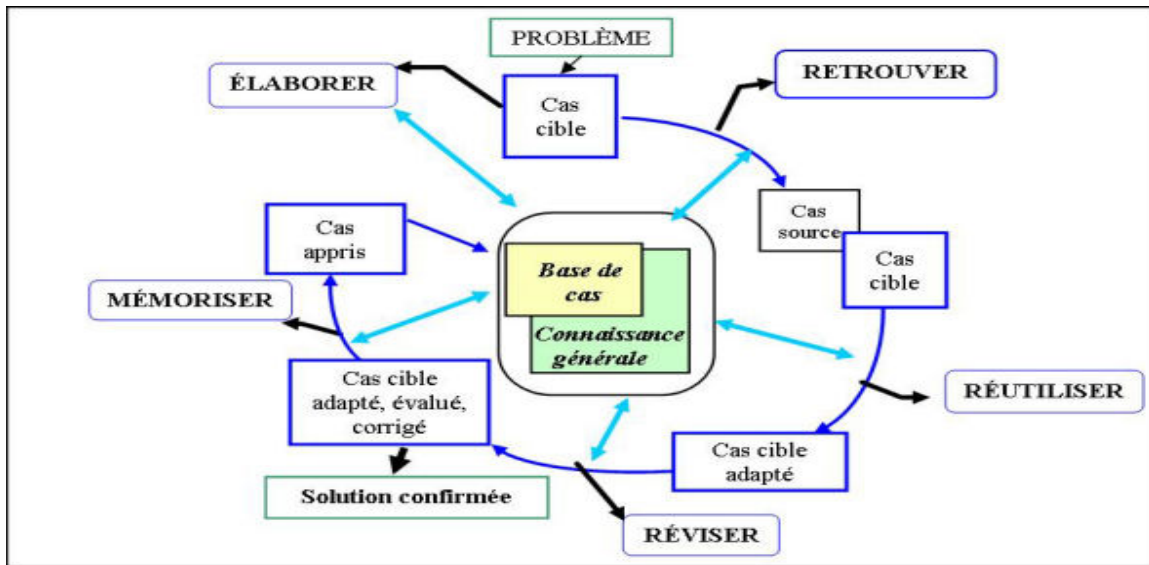 PROBLÈME
ÉLABORER
Cas
cible
RETROUVER
Cas
source
Cas
cible
Cas
appris
Base de
cas
Connaissance
générale
MÉMORISER
Cas cible
adapté, évalué,
corrigé
RÉUTILISER
Cas cible
adapté
Solution confirmée
RÉVISER